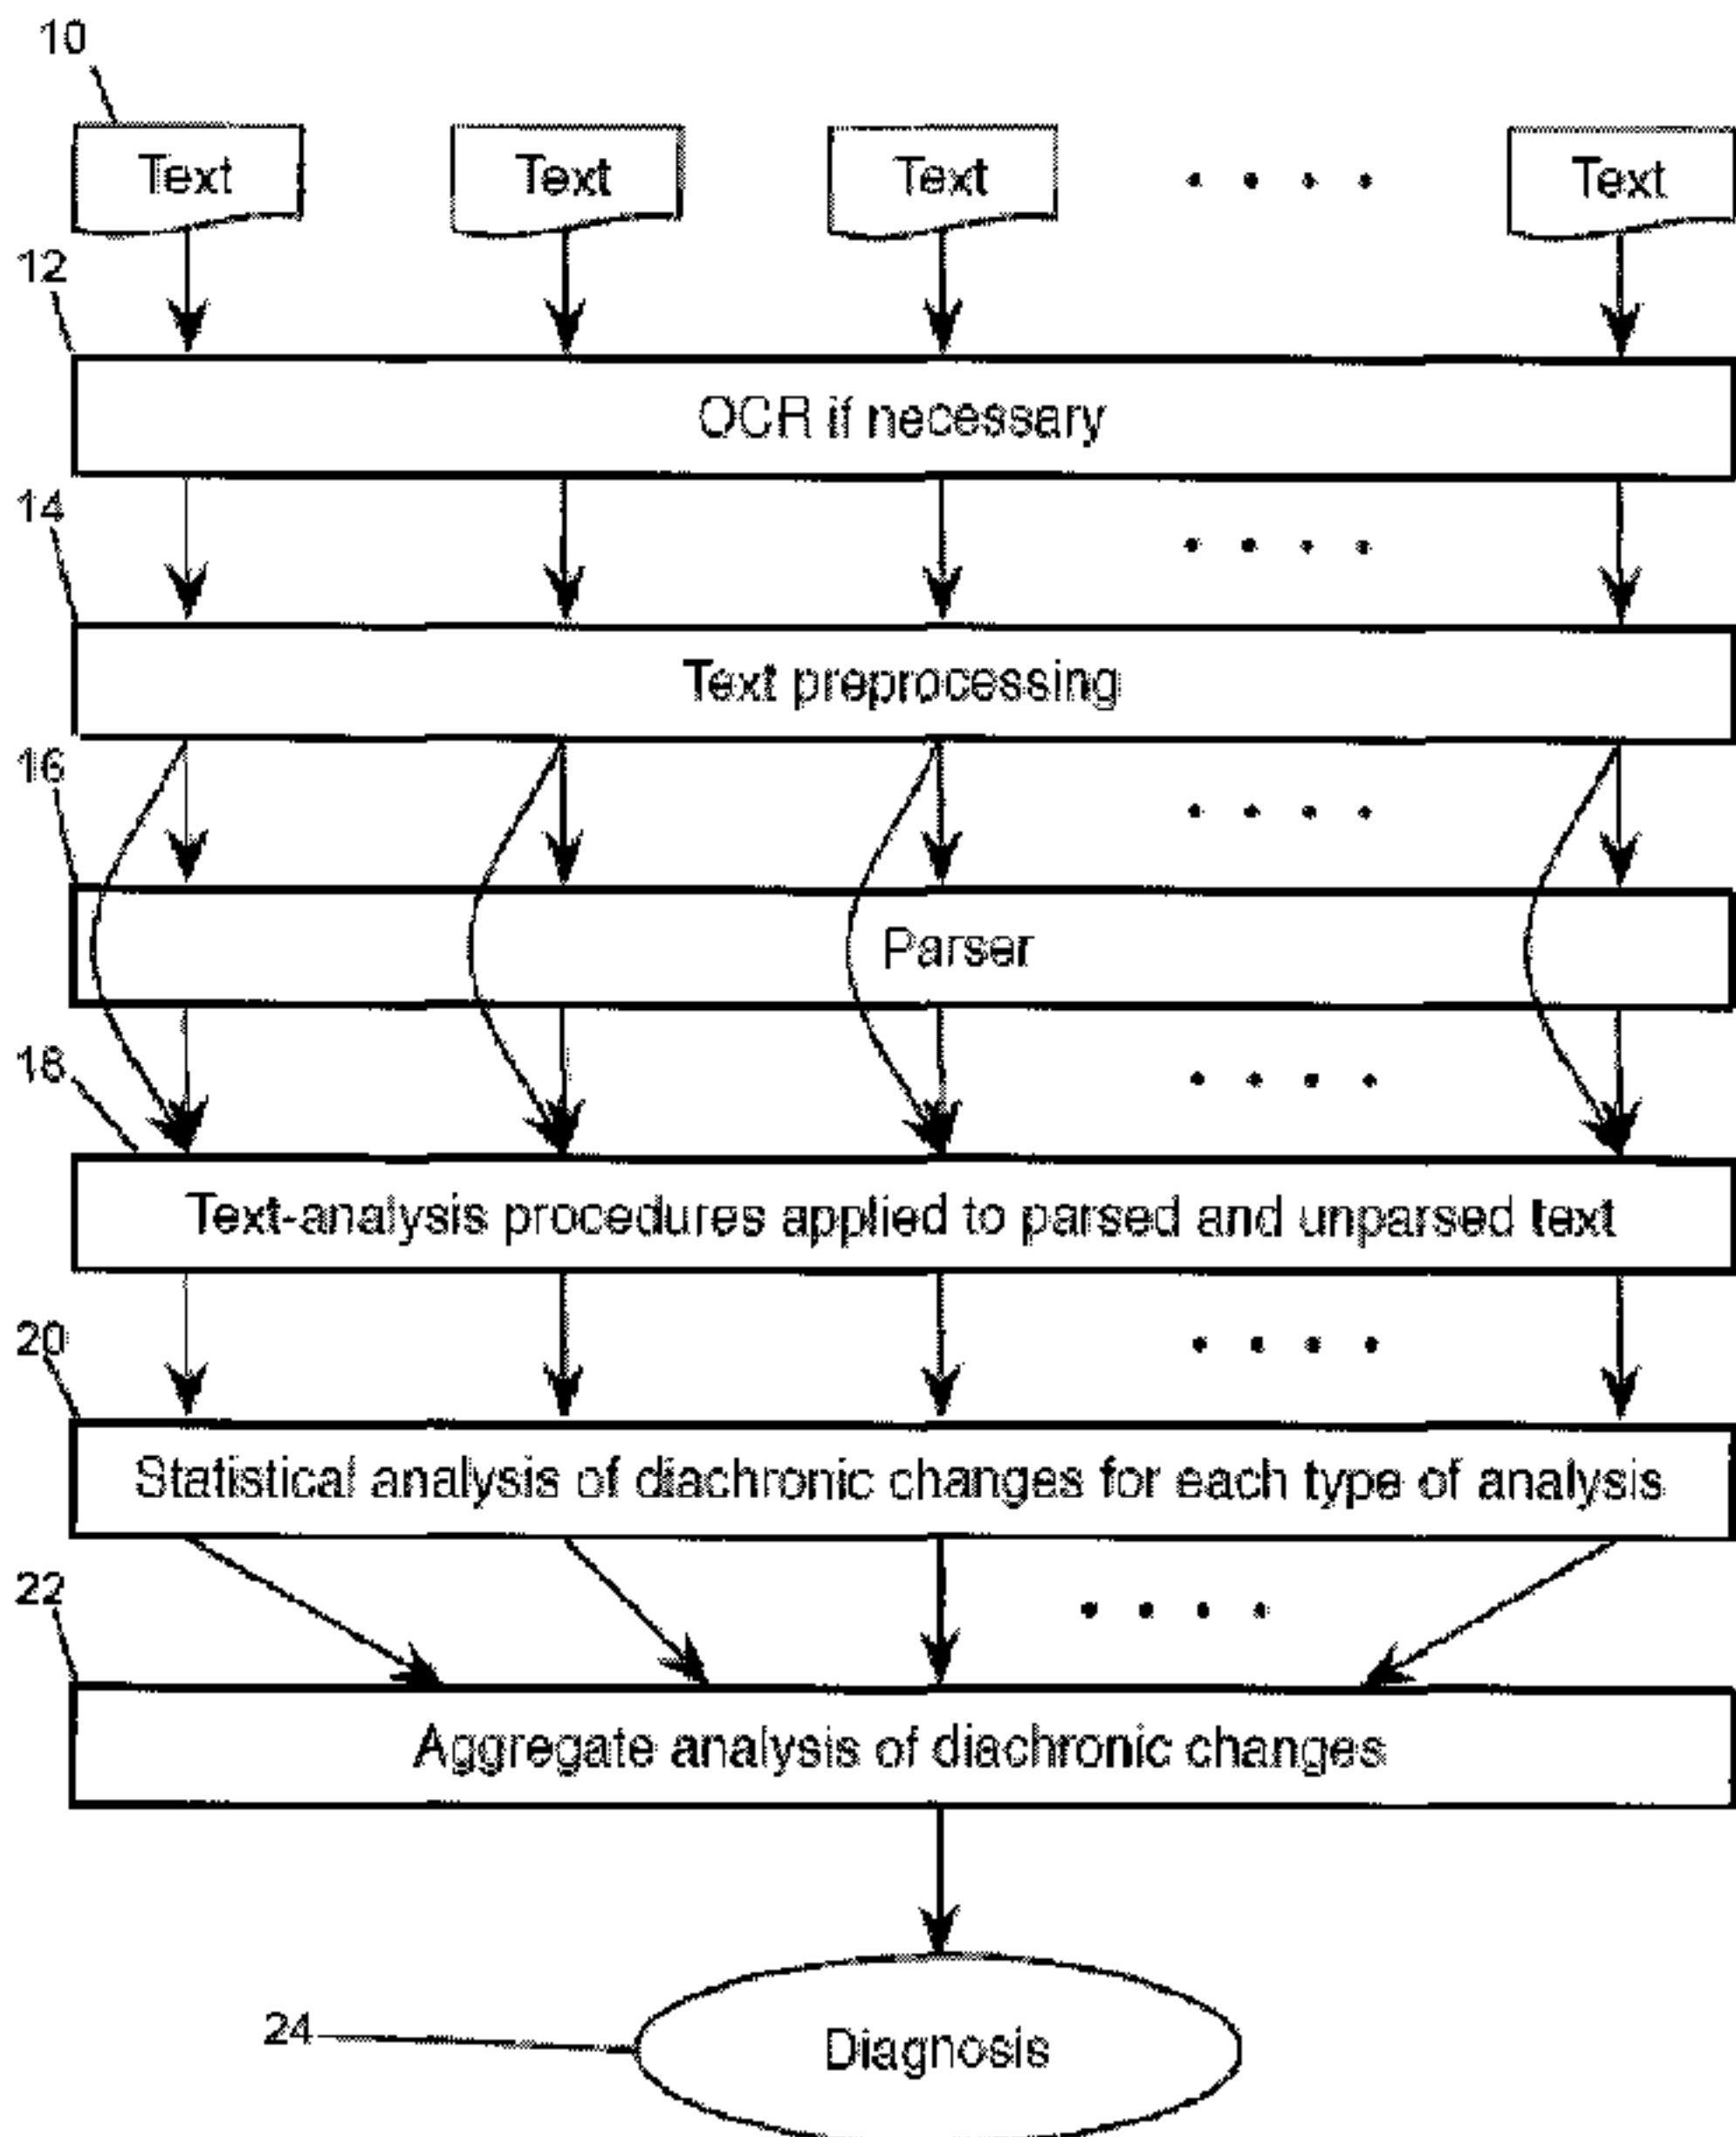 10
Text Text Text Text
12
OCR if necessary
14
Text preprocessing
16
Parser
18
Text-analysis procedures applied to parsed and unparsed text
20
Statistical analysis of diachronic changes for each type of analysis
22
Aggregate analysis of diachronic changes
24
Diagnosis